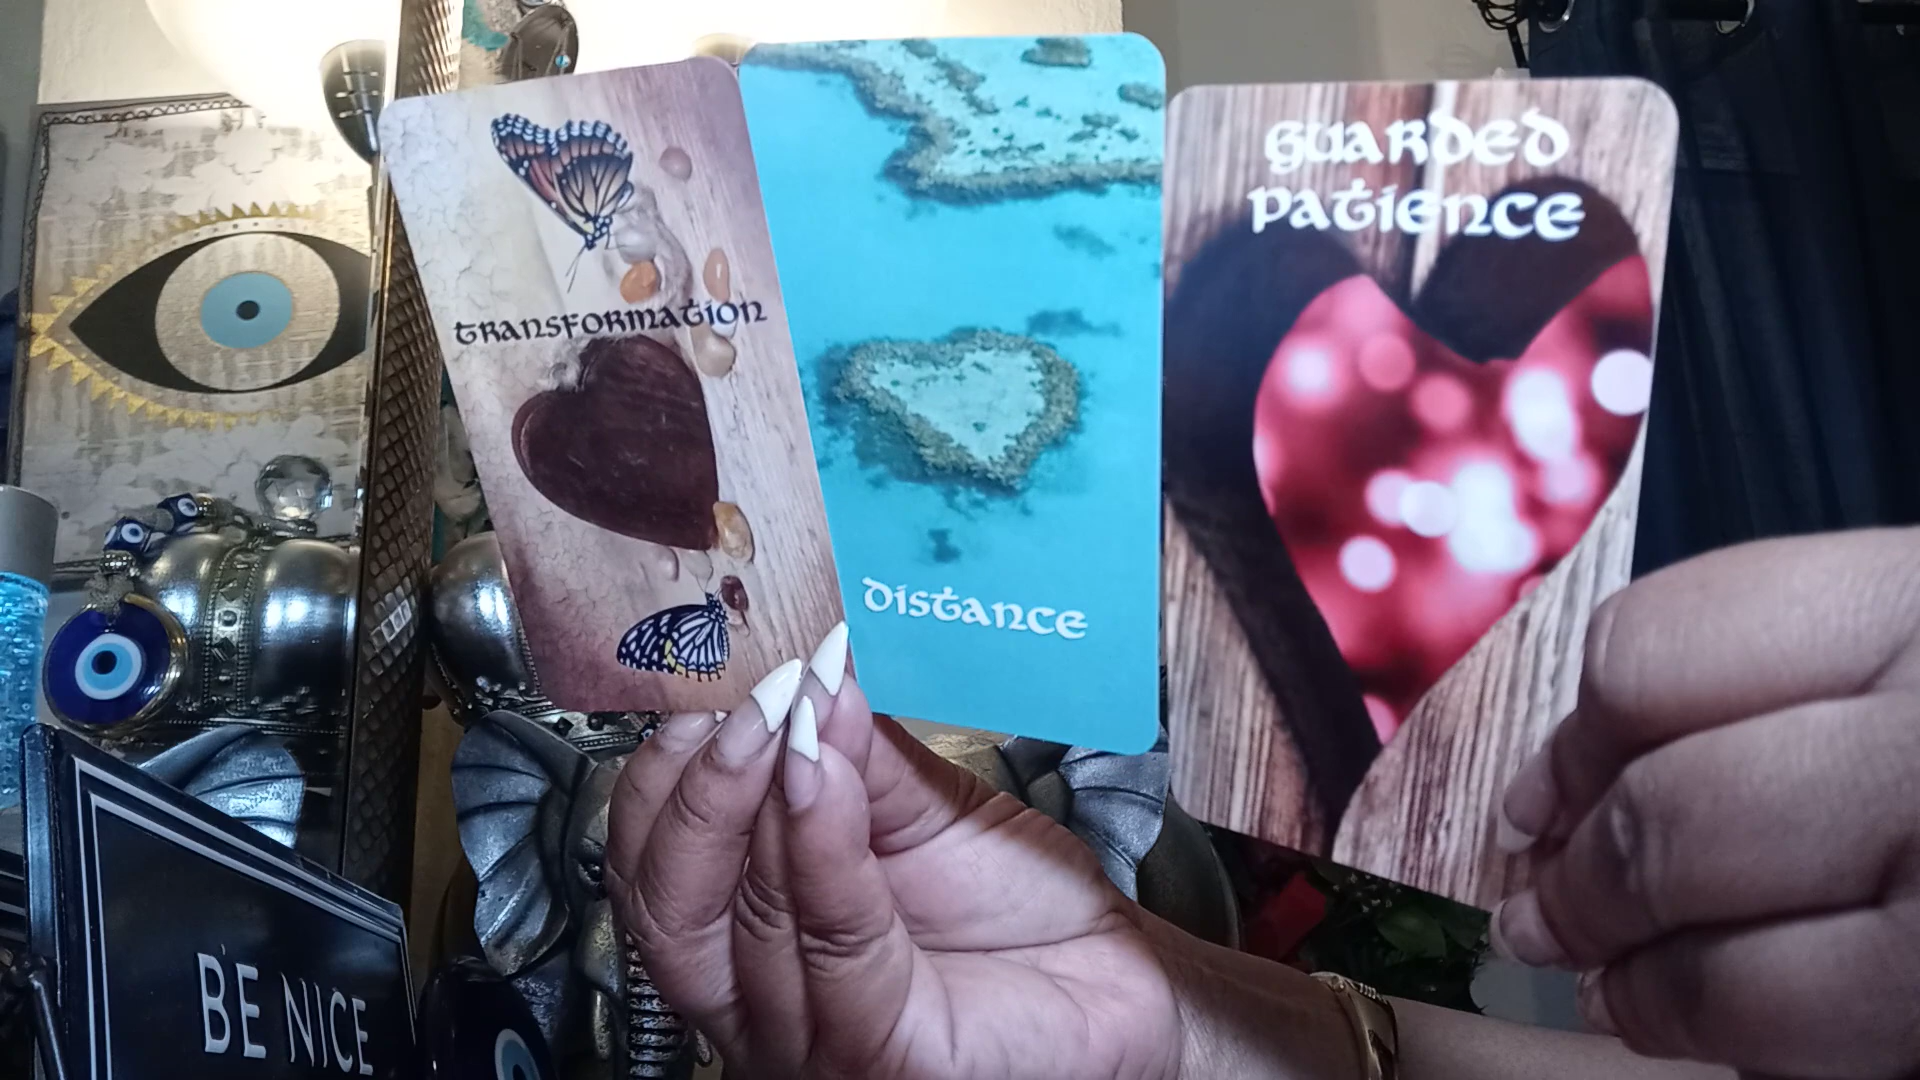 TRANSFORMATION
DISTANCE
GUARDED
PATIENCE
BE NICE